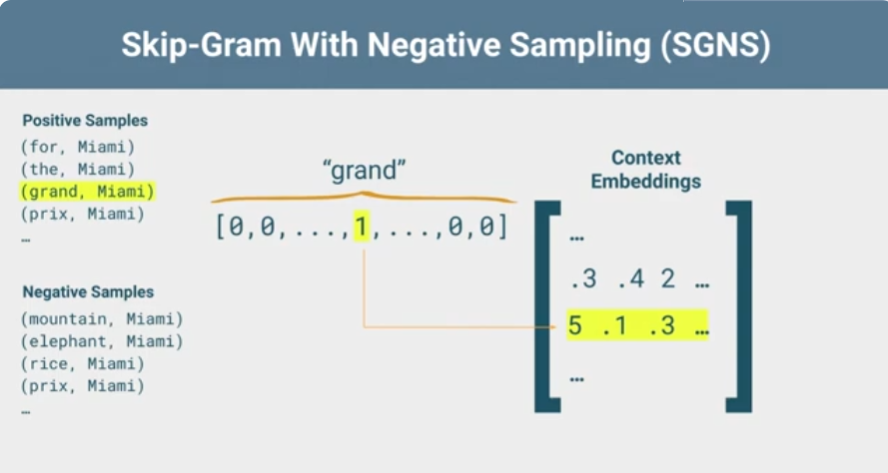 Skip-Gram With Negative Sampling (SGNS)
Positive Samples
(for, Miami)
(the, Miami)
(grand, Miami)
(prix, Miami)
…
Negative Samples
(mountain, Miami)
(elephant, Miami)
(rice, Miami)
(prix, Miami)
…
“grand”
[0,0,...,1,...,0,0]
Context
Embeddings
…
.3 .4 2 …
5 .1 .3 …
…